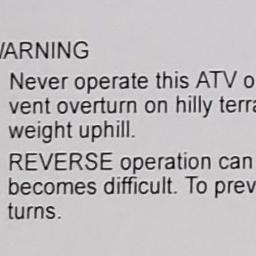 WARNING
Never operate this ATV o
vent overturn on hilly terra
weight uphill.
REVERSE operation can
becomes difficult. To prev
turns.